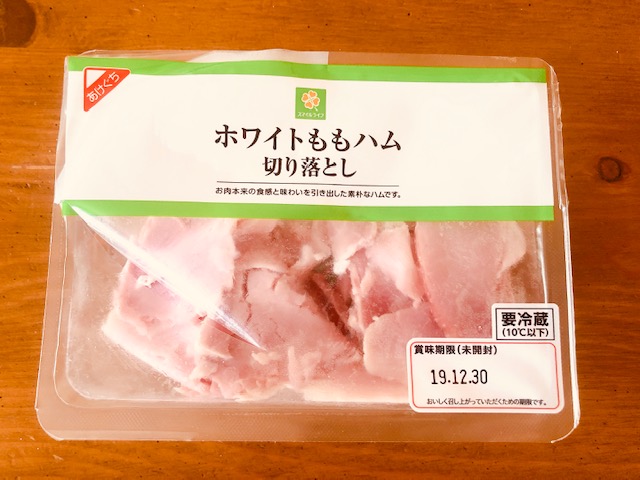 あけぐち
スマイルライフ
ホワイトももハム
切り落とし
お肉本来の食感と味わいを引き出した素朴なハムです。
要冷蔵
(10℃以下)
賞味期限(未開封)
19.12.30
おいしく召し上がっていただくための期限です。